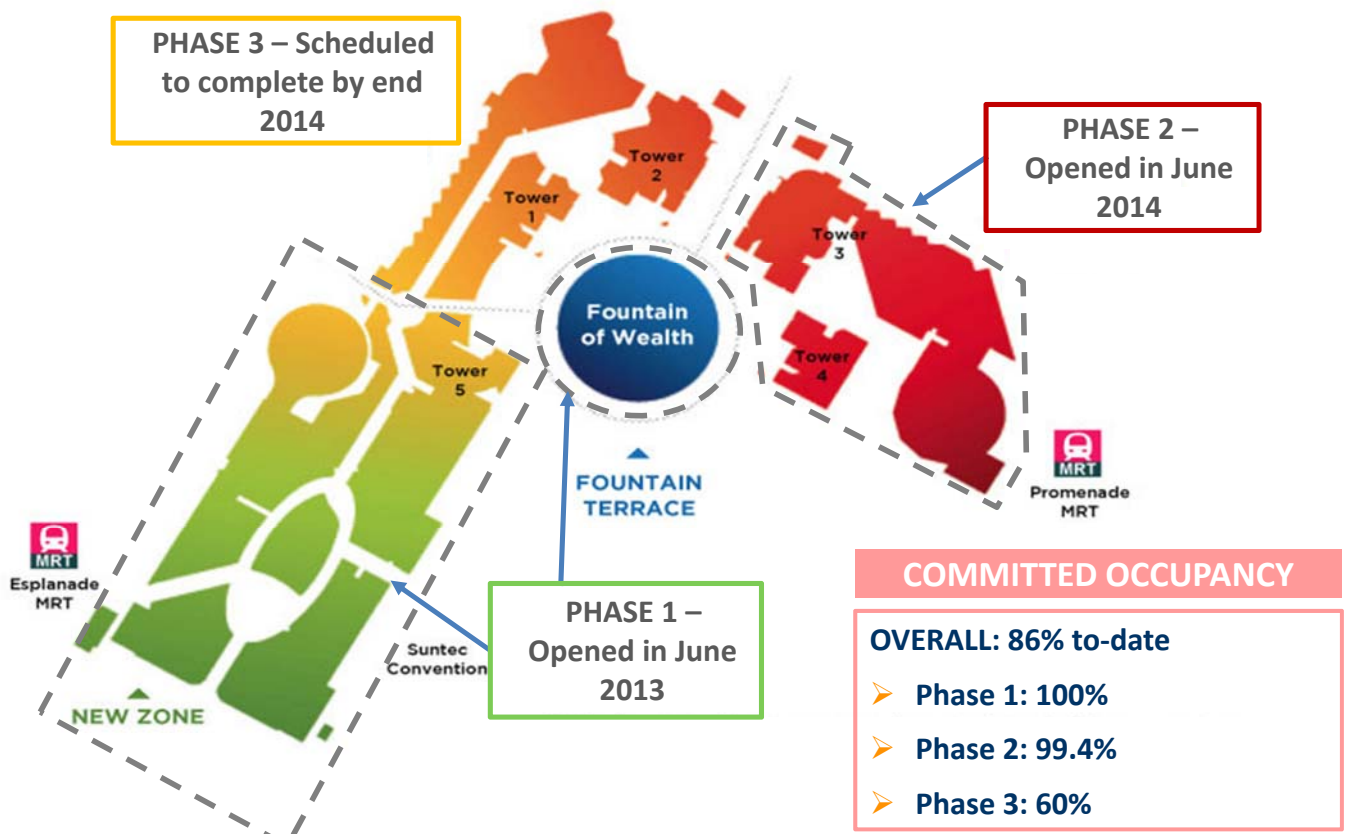 PHASE 3 – Scheduled
to complete by end
2014
PHASE 2 –
Opened in June
2014
Tower
2
Tower
1
Tower
3
Fountain
of Wealth
Tower
5
Tower
4
FOUNTAIN
TERRACE
MRT
Promenade
MRT
MRT
Esplanade
MRT
PHASE 1 –
Opened in June
2013
Suntec
Convention
NEW ZONE
COMMITTED OCCUPANCY
OVERALL: 86% to-date
Phase 1: 100%
Phase 2: 99.4%
Phase 3: 60%